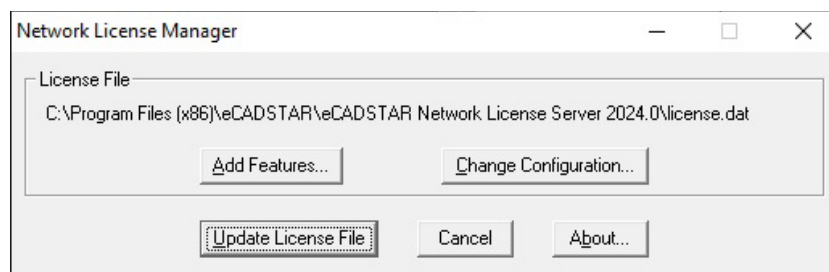 Network License Manager
License File
C:\Program Files (x86)\eCADSTAR\eCADSTAR Network License Server 2024.0\license.dat
Add Features...
Change Configuration...
Update License File
Cancel
About...